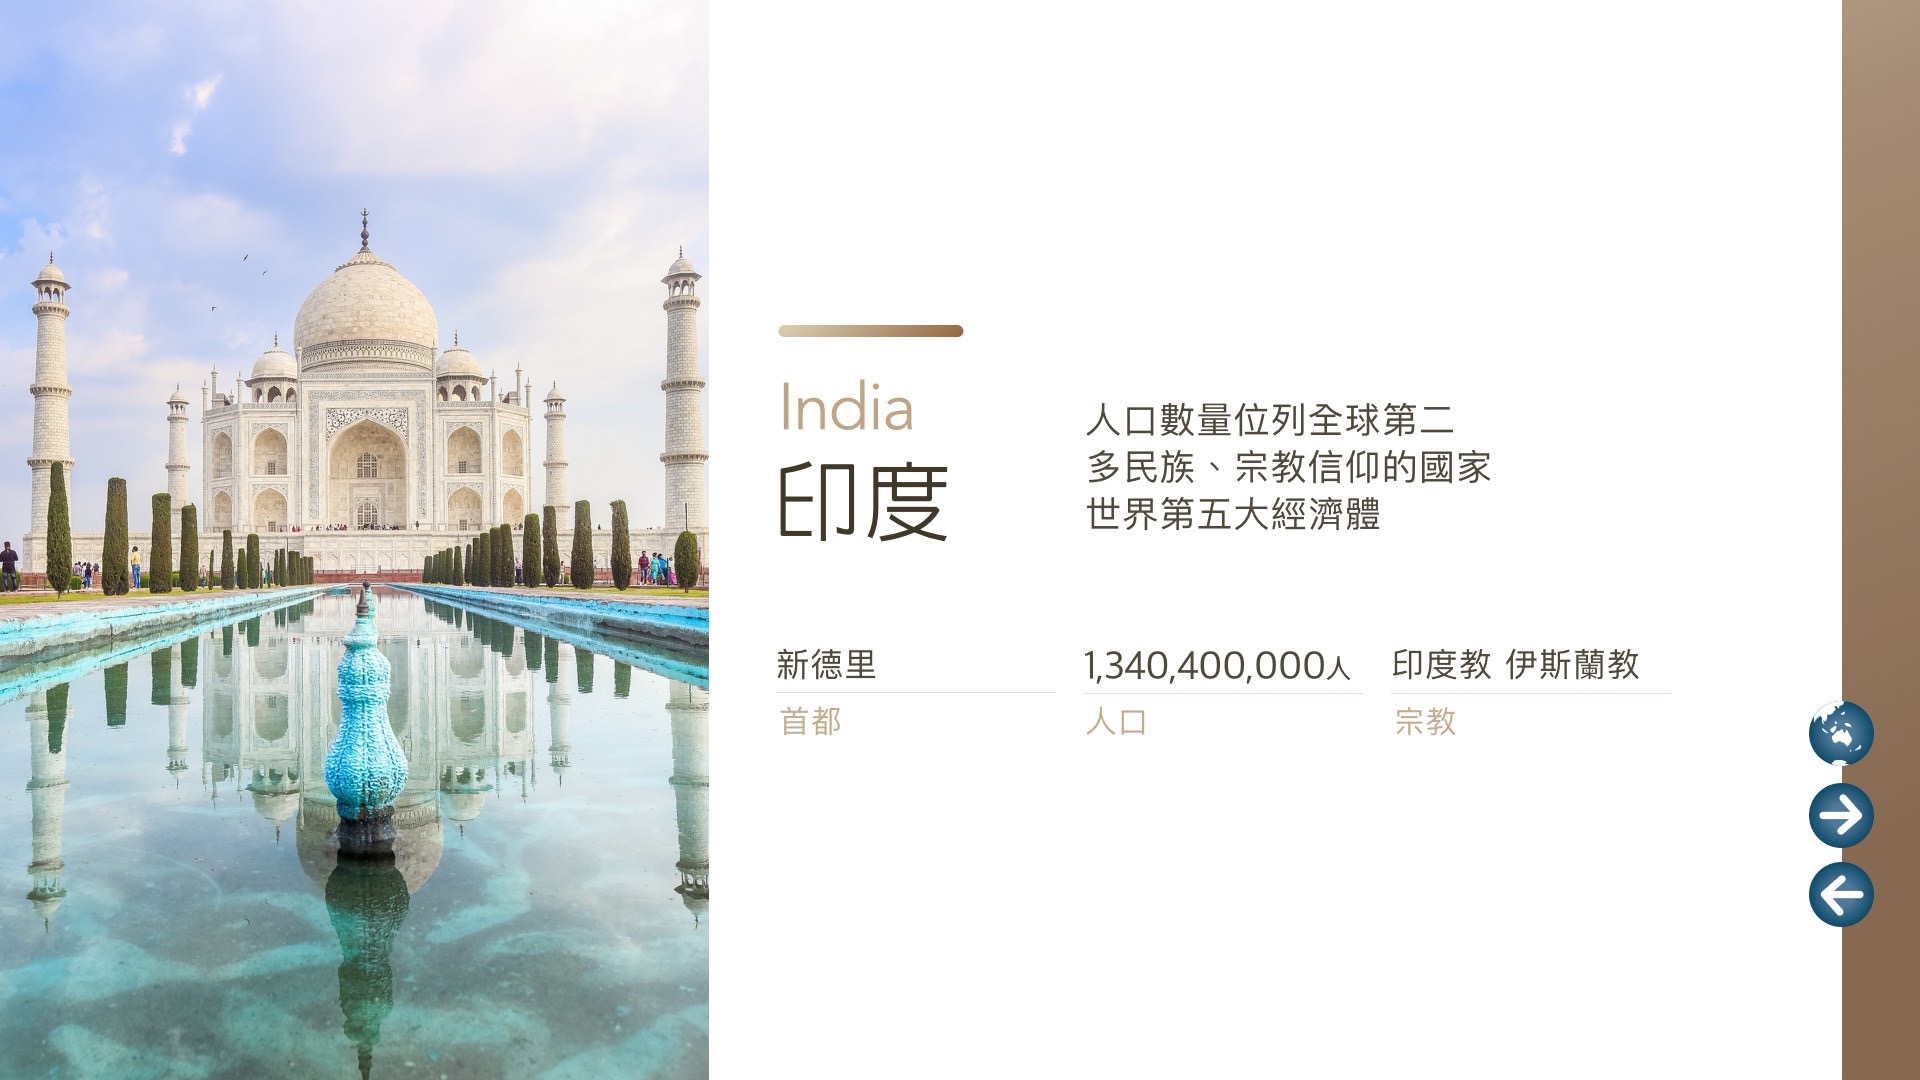 India
印度
人口數量位列全球第二
多民族、宗教信仰的國家
世界第五大經濟體
新德里
首都
1,340,400,000人
人口
印度教 伊斯蘭教
宗教